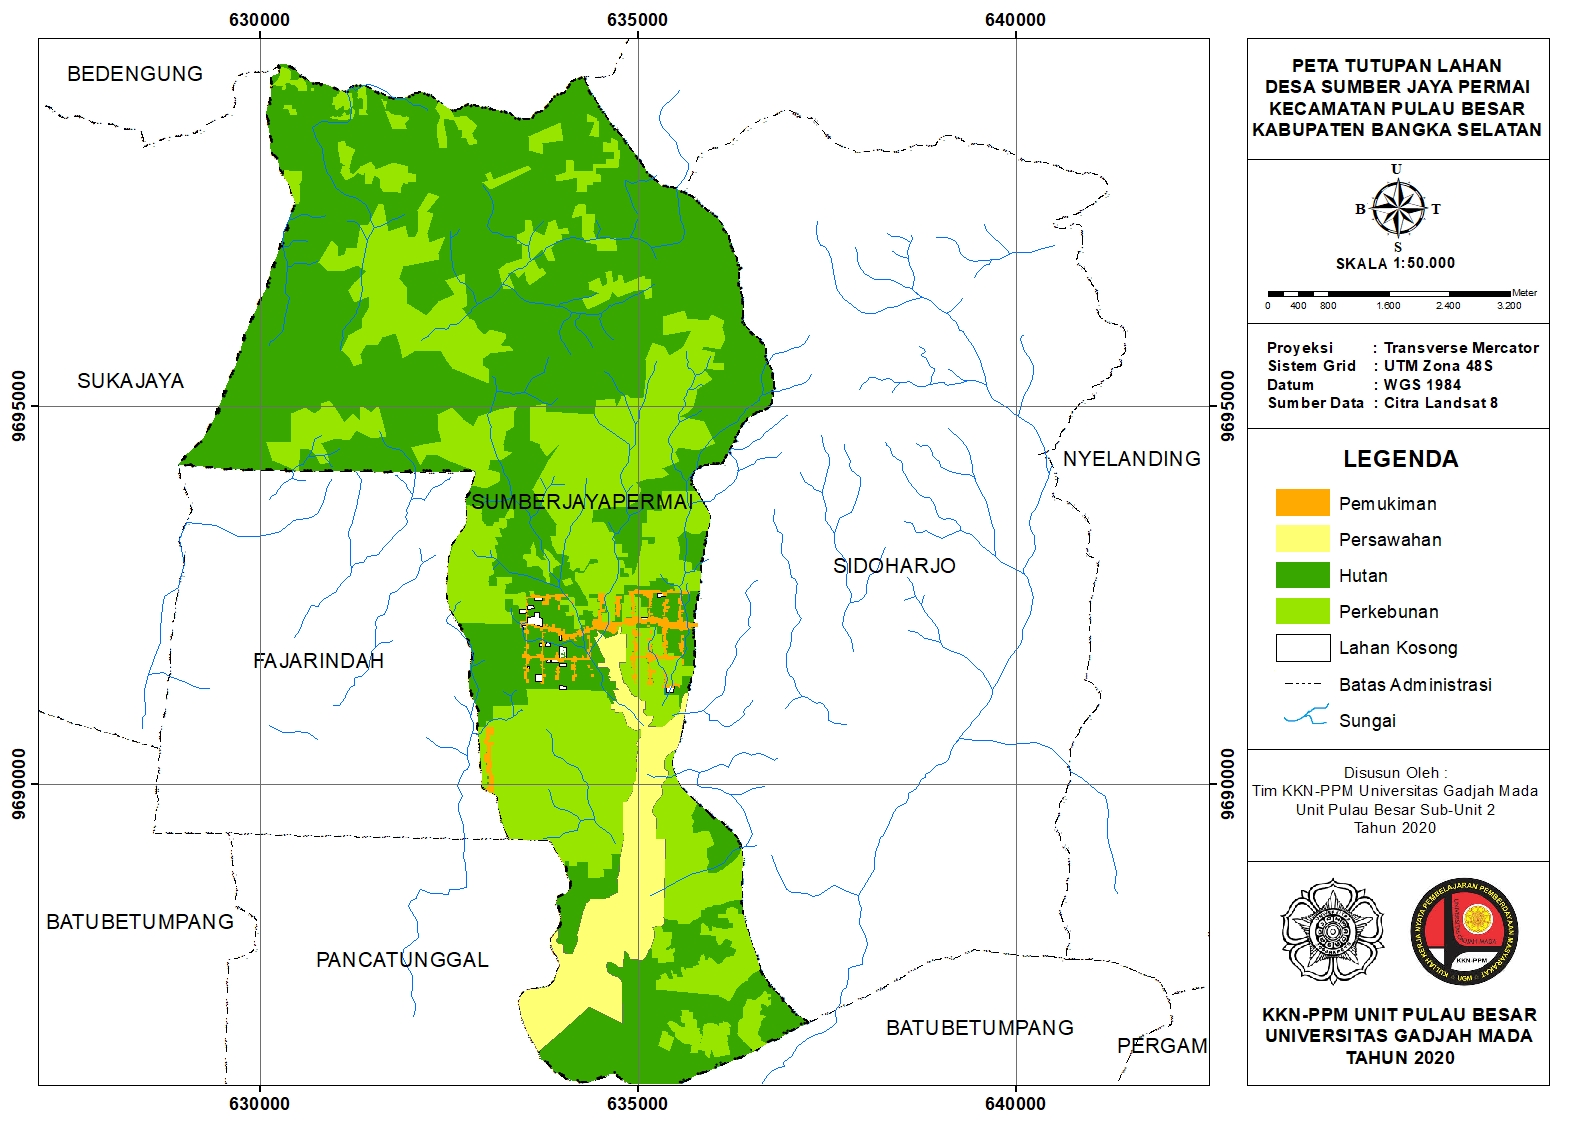 630000
635000
640000
BEDENGUNG
SUKAJAYA
9695000
9695000
NYELANDING
SUMBERJAYAPERMAI
SIDOHARJO
FAJARINDAH
9690000
9690000
BATUBETUMPANG
PANCATUNGGAL
BATUBETUMPANG
PERGAM
630000
635000
640000
PETA TUTUPAN LAHAN
DESA SUMBER JAYA PERMAI
KECAMATAN PULAU BESAR
KABUPATEN BANGKA SELATAN
U
B T
S
SKALA 1:50.000
Meter
0 400 800 1.600 2.400 3.200
Proyeksi : Transverse Mercator
Sistem Grid : UTM Zona 48S
Datum : WGS 1984
Sumber Data : Citra Landsat 8
LEGENDA
Pemukiman
Persawahan
Hutan
Perkebunan
Lahan Kosong
Batas Administrasi
Sungai
Disusun Oleh :
Tim KKN-PPM Universitas Gadjah Mada
Unit Pulau Besar Sub-Unit 2
Tahun 2020
KULIAH KERJA NYATA PEMBELAJARAN PEMBERDAYAAN MASYARAKAT
UNIVERSITAS GADJAH MADA
KKN-PPM
UGM
KKN-PPM UNIT PULAU BESAR
UNIVERSITAS GADJAH MADA
TAHUN 2020